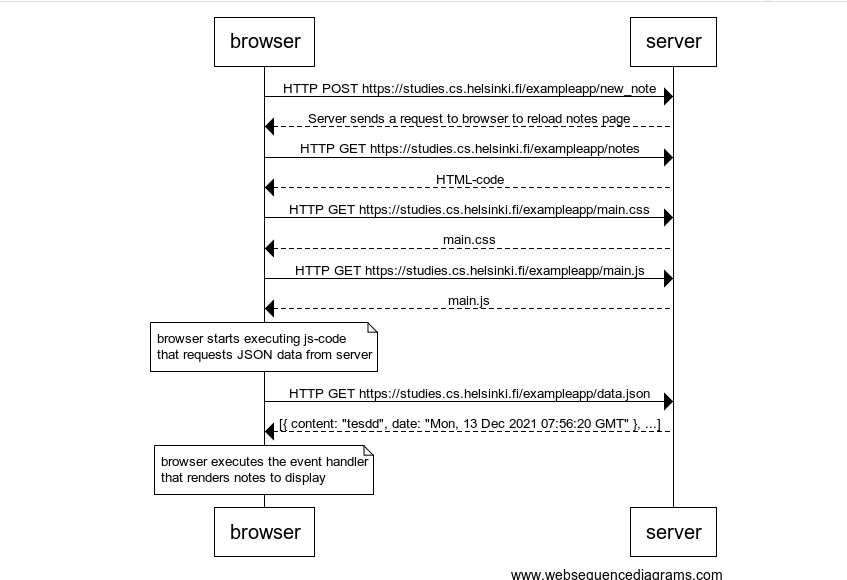 browser
server
HTTP POST https://studies.cs.helsinki.fi/exampleapp/new_note
Server sends a request to browser to reload notes page
HTTP GET https://studies.cs.helsinki.fi/exampleapp/notes
HTML-code
HTTP GET https://studies.cs.helsinki.fi/exampleapp/main.css
main.css
HTTP GET https://studies.cs.helsinki.fi/exampleapp/main.js
main.js
browser starts executing js-code
that requests JSON data from server
HTTP GET https://studies.cs.helsinki.fi/exampleapp/data.json
[{ content: "tesdd", date: "Mon, 13 Dec 2021 07:56:20 GMT" }, ...]
browser executes the event handler
that renders notes to display
browser
server
www.websequencediagrams.com